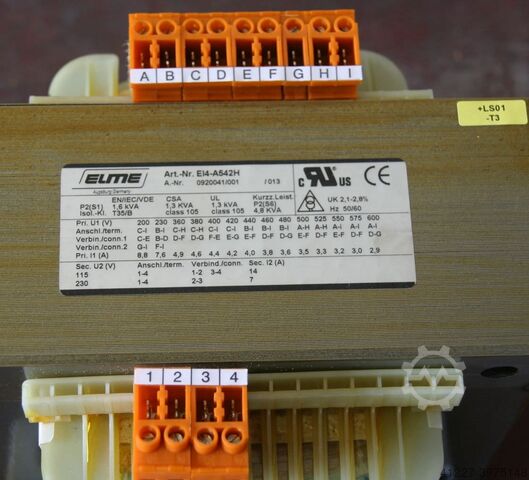 A B C D E F G H I
+LS01
-T3
ELME
Augsburg Germany
Art.-Nr. EI4-A542H
A.-Nr. 0920041/001 / 013
EN/IEC/VDE CSA UL Kurzz.Leist.
P2(S1) 1,6 kVA 1,3 KVA 1,3 KVA P2(S6)
Isol.-Kl. T35/B class 105 class 105 4,8 KVA
C RU US
CE
UK 2,1-2,8%
Hz 50/60
Pri. U1 (V) 200 230 360 380 400 420 440 460 480 500 525 550 575 600
Anschl./term. C-I B-I C-H C-H C-I C-I B-I B-I
Verbin./conn.1 C-E B-D D-F D-G
Verbin./conn.2 G-I F-I
Pri. I1 (A) 8,8 7,6 4,9 4,6 4,4 4,2 4,0 3,8 3,6 3,5 3,3 3,2 3,0 2,9
Sec. U2 (V) Anschl./term. Verbind./conn. Sec. I2 (A)
115 1-4 1-2 3-4 14
230 1-4 2-3 7
1 2 3 4